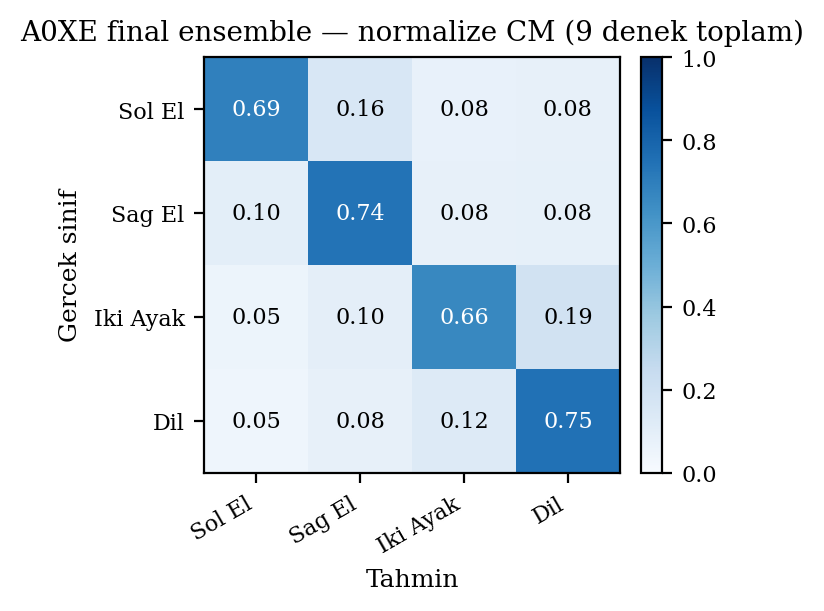 A0XE final ensemble — normalize CM (9 denek toplam)
1.0
Sol El 0.69 0.16 0.08 0.08
0.8
Sag El 0.10 0.74 0.08 0.08
0.6
Gercek sinif
0.4
Iki Ayak 0.05 0.10 0.66 0.19
0.2
Dil 0.05 0.08 0.12 0.75
0.0
Sol El Sag El Iki Ayak Dil
Tahmin